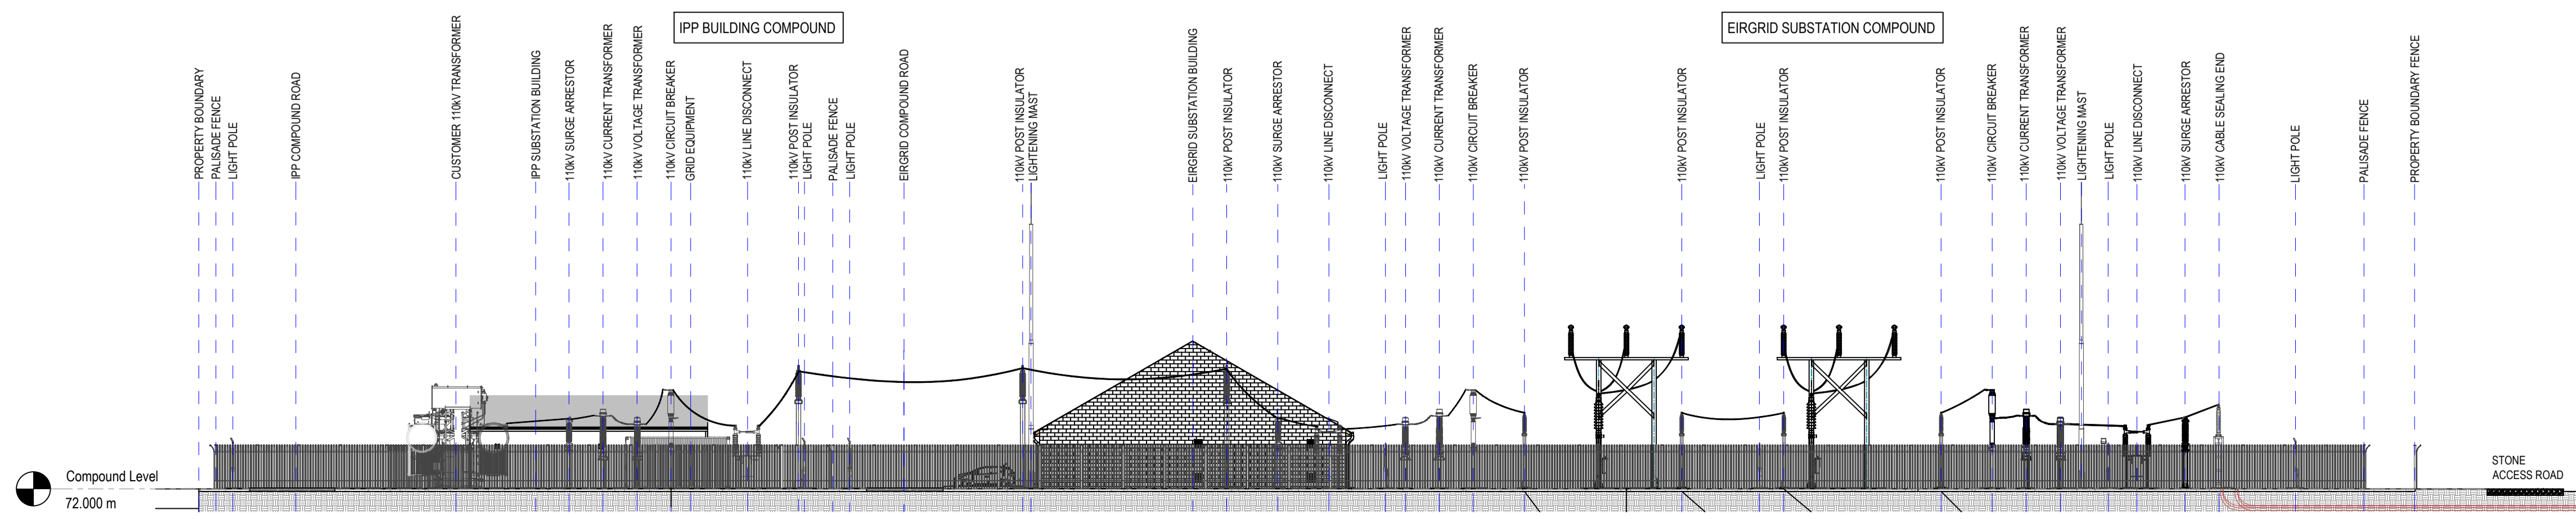 IPP BUILDING COMPOUND
EIRGRID SUBSTATION COMPOUND
PROPERTY BOUNDARY
PALISADE FENCE
LIGHT POLE
IPP COMPOUND ROAD
CUSTOMER 110kV TRANSFORMER
IPP SUBSTATION BUILDING
110kV SURGE ARRESTOR
110kV CURRENT TRANSFORMER
110kV VOLTAGE TRANSFORMER
110kV CIRCUIT BREAKER
GRID EQUIPMENT
110kV LINE DISCONNECT
110kV POST INSULATOR
LIGHT POLE
PALISADE FENCE
LIGHT POLE
EIRGRID COMPOUND ROAD
110kV POST INSULATOR
LIGHTENING MAST
EIRGRID SUBSTATION BUILDING
110kV POST INSULATOR
110kV SURGE ARRESTOR
110kV LINE DISCONNECT
LIGHT POLE
110kV VOLTAGE TRANSFORMER
110kV CURRENT TRANSFORMER
110kV CIRCUIT BREAKER
110kV POST INSULATOR
110kV POST INSULATOR
LIGHT POLE
110kV POST INSULATOR
110kV POST INSULATOR
110kV CIRCUIT BREAKER
110kV CURRENT TRANSFORMER
110kV VOLTAGE TRANSFORMER
LIGHTENING MAST
LIGHT POLE
110kV LINE DISCONNECT
110kV SURGE ARRESTOR
110kV CABLE SEALING END
LIGHT POLE
PALISADE FENCE
PROPERTY BOUNDARY FENCE
Compound Level
72.000 m
STONE
ACCESS ROAD